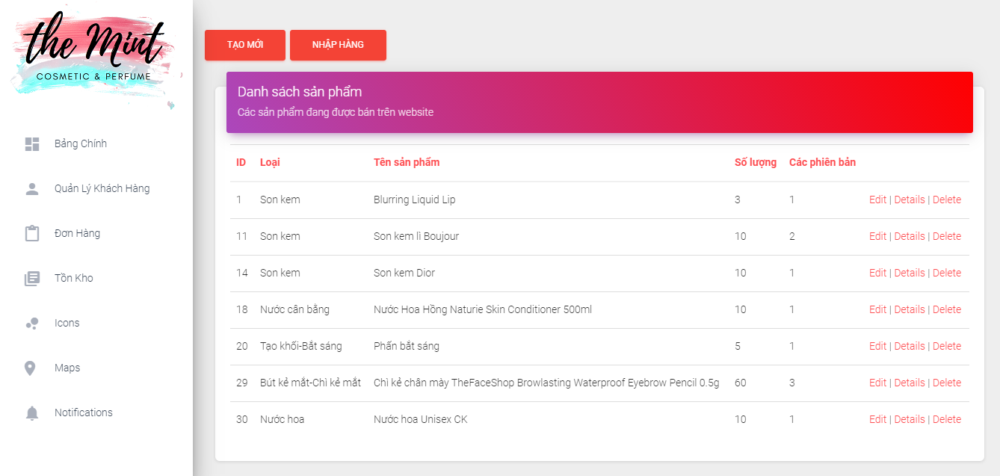 the Mint
COSMETIC & PERFUME
Bảng Chính
Quản Lý Khách Hàng
Đơn Hàng
Tồn Kho
Icons
Maps
Notifications
TẠO MỚI NHẬP HÀNG
Danh sách sản phẩm
Các sản phẩm đang được bán trên website
ID Loại Tên sản phẩm Số lượng Các phiên bản
1 Son kem Blurring Liquid Lip 3 1 Edit | Details | Delete
11 Son kem Son kem lì Boujour 10 2 Edit | Details | Delete
14 Son kem Son kem Dior 10 1 Edit | Details | Delete
18 Nước cân bằng Nước Hoa Hồng Naturie Skin Conditioner 500ml 10 1 Edit | Details | Delete
20 Tạo khối-Bắt sáng Phấn bắt sáng 5 1 Edit | Details | Delete
29 Bút kẻ mắt-Chì kẻ mắt Chì kẻ chân mày TheFaceShop Browlasting Waterproof Eyebrow Pencil 0.5g 60 3 Edit | Details | Delete
30 Nước hoa Nước hoa Unisex CK 10 1 Edit | Details | Delete